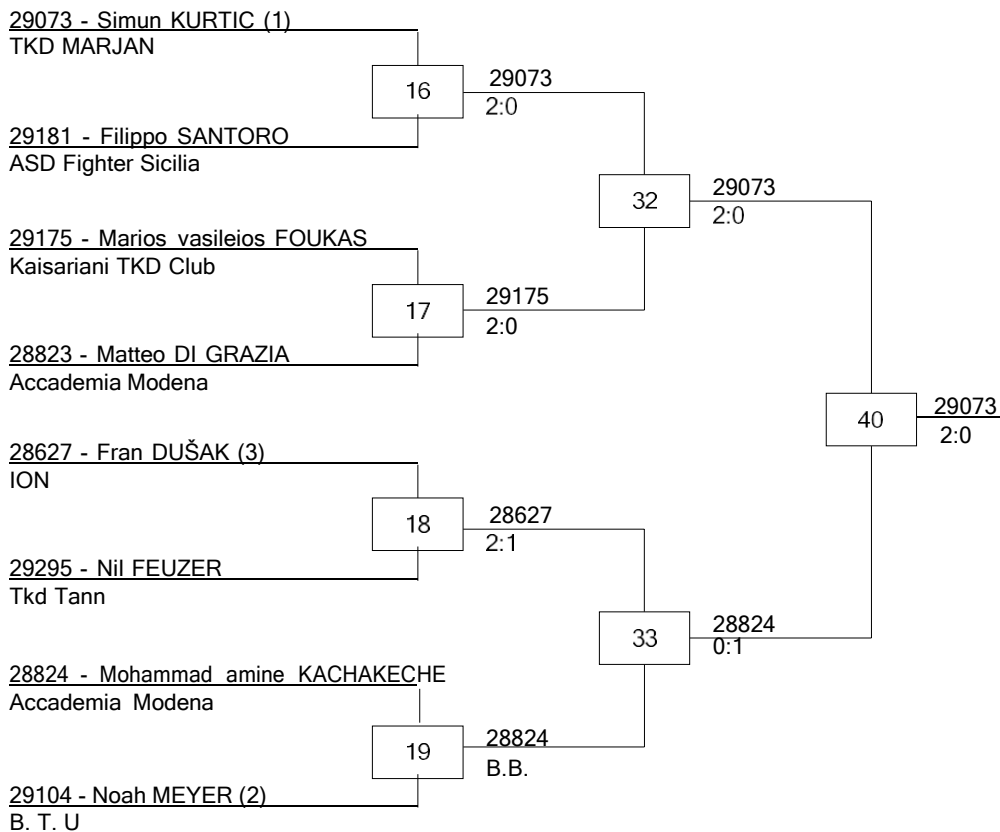 29073 - Simun KURTIC (1)
TKD MARJAN
16
29073
2:0
29181 - Filippo SANTORO
ASD Fighter Sicilia
32
29073
2:0
29175 - Marios vasileios FOUKAS
Kaisariani TKD Club
17
29175
2:0
28823 - Matteo DI GRAZIA
Accademia Modena
40
29073
2:0
28627 - Fran DUŠAK (3)
ION
18
28627
2:1
29295 - Nil FEUZER
Tkd Tann
33
28824
0:1
28824 - Mohammad amine KACHAKECHE
Accademia Modena
19
28824
B.B.
29104 - Noah MEYER (2)
B. T. U